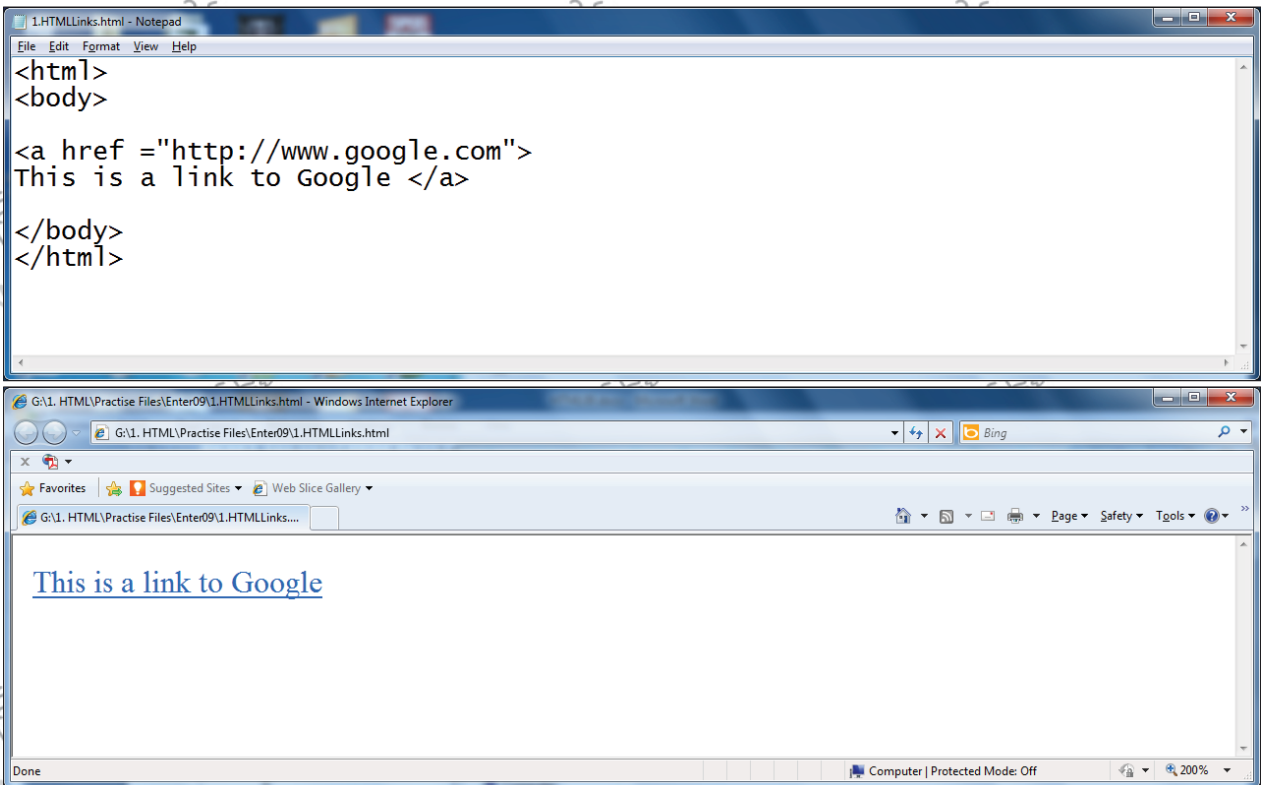 1.HTMLLinks.html - Notepad
File Edit Format View Help
<html>
<body>
<a href ="http://www.google.com">
This is a link to Google </a>
</body>
</html>
G:\1. HTML\Practise Files\Enter09\1.HTMLLinks.html - Windows Internet Explorer
G:\1. HTML\Practise Files\Enter09\1.HTMLLinks.html Bing
Favorites Suggested Sites Web Slice Gallery
G:\1. HTML\Practise Files\Enter09\1.HTMLLinks.... Page Safety Tools
This is a link to Google
Done Computer | Protected Mode: Off 200%